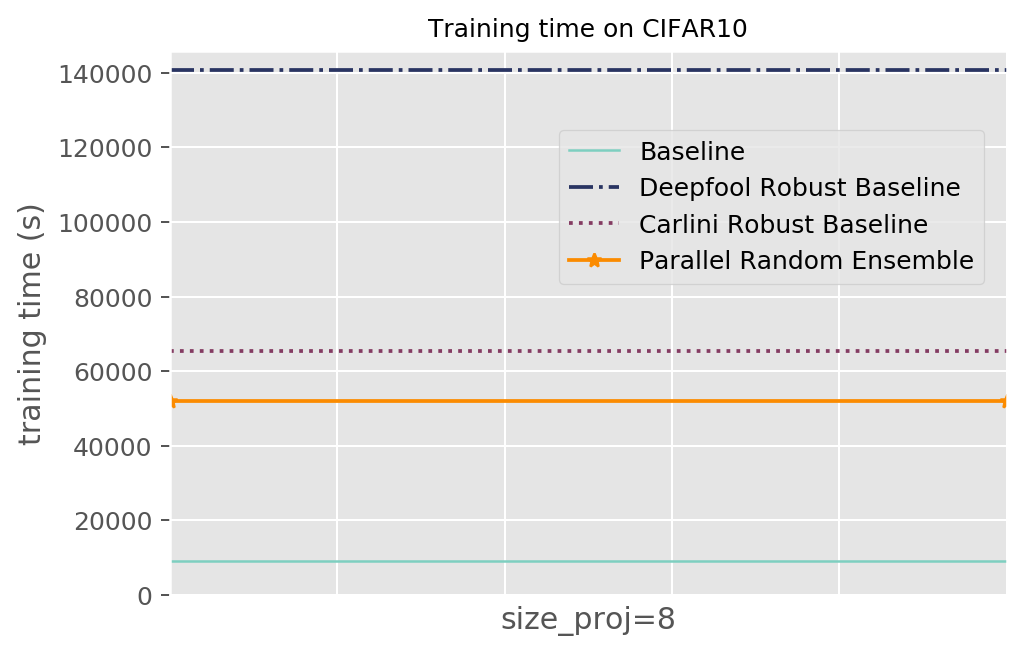 Training time on CIFAR10
training time (s)
140000
120000
100000
80000
60000
40000
20000
0
Baseline
Deepfool Robust Baseline
Carlini Robust Baseline
Parallel Random Ensemble
size_proj=8